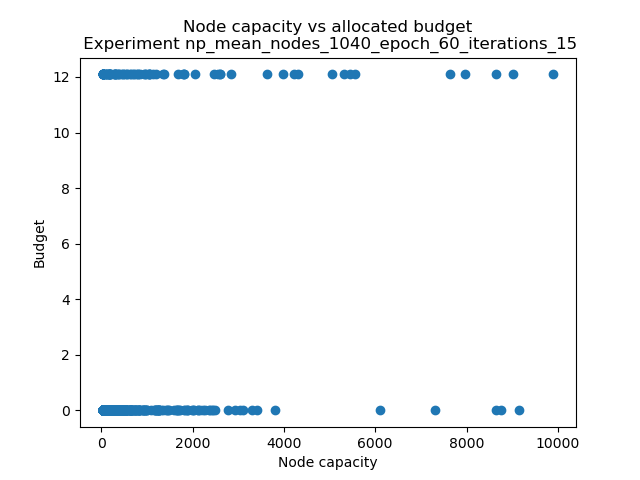 Node capacity vs allocated budget
Experiment np_mean_nodes_1040_epoch_60_iterations_15
12
10
8
6
4
2
0
Budget
0 2000 4000 6000 8000 10000
Node capacity